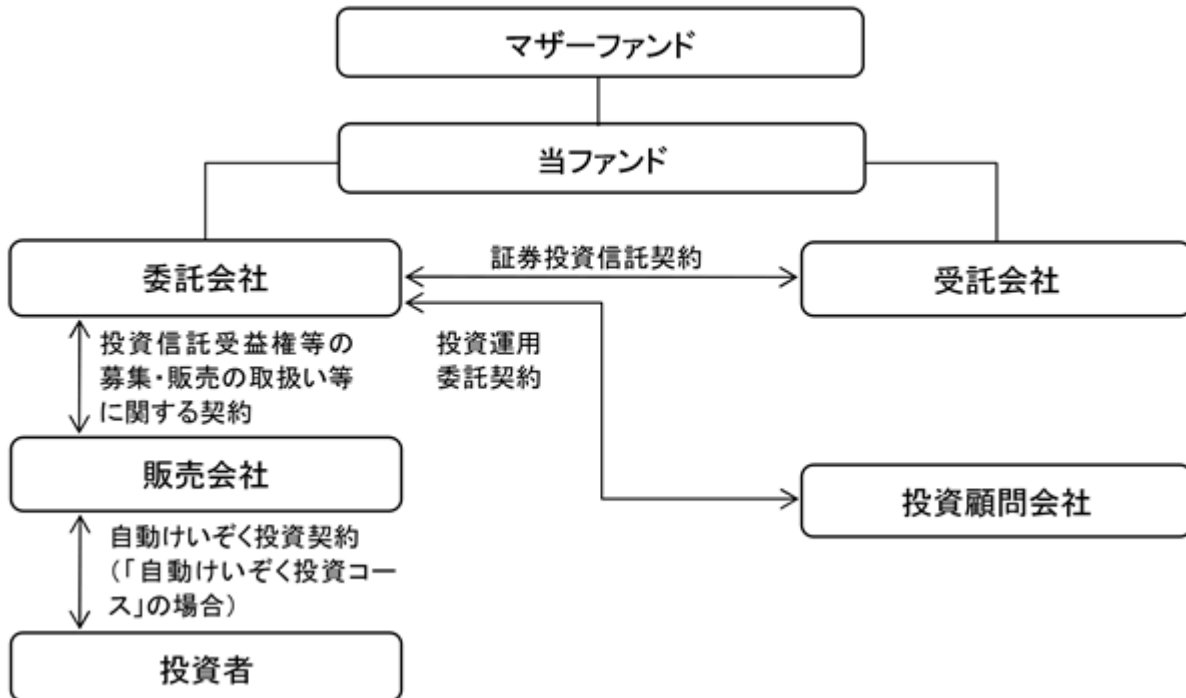 マザーファンド
当ファンド
委託会社
証券投資信託契約
受託会社
投資信託受益権等の
募集・販売の取扱い等
に関する契約
投資運用
委託契約
販売会社
投資顧問会社
自動けいぞく投資契約
(「自動けいぞく投資コー
ス」の場合)
投資者